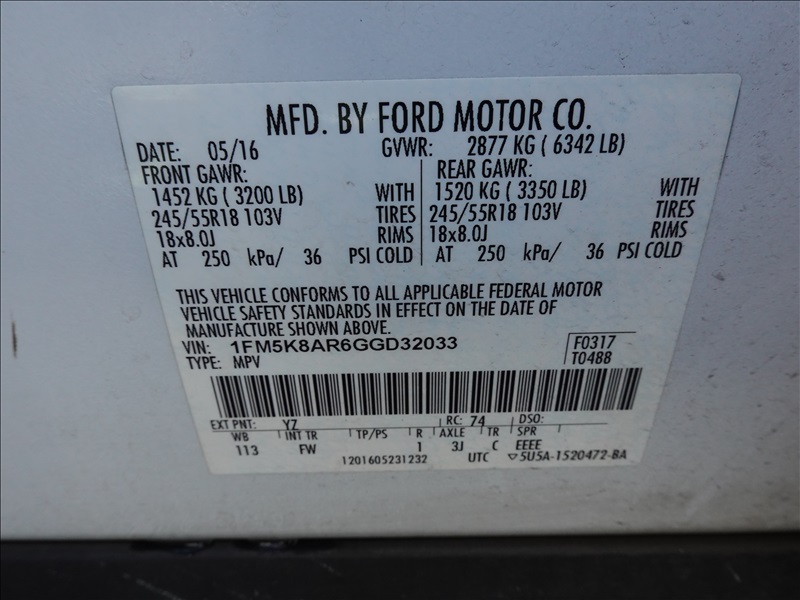 MFD. BY FORD MOTOR CO.
DATE: 05/16 GVWR: 2877 KG ( 6342 LB)
FRONT GAWR: REAR GAWR:
1452 KG ( 3200 LB) WITH 1520 KG ( 3350 LB) WITH
245/55R18 103V TIRES 245/55R18 103V TIRES
18x8.0J RIMS 18x8.0J RIMS
AT 250 kPa/ 36 PSI COLD AT 250 kPa/ 36 PSI COLD
THIS VEHICLE CONFORMS TO ALL APPLICABLE FEDERAL MOTOR
VEHICLE SAFETY STANDARDS IN EFFECT ON THE DATE OF
MANUFACTURE SHOWN ABOVE.
VIN: 1FM5K8AR6GGD32033 F0317
TYPE: MPV T0488
EXT PNT: YZ RC: 74 DSO:
WB INT TR TP/PS R AXLE TR SPR
113 FW 1 3J C EEEE
1201605231232 UTC ▽5U5A-1520472-BA